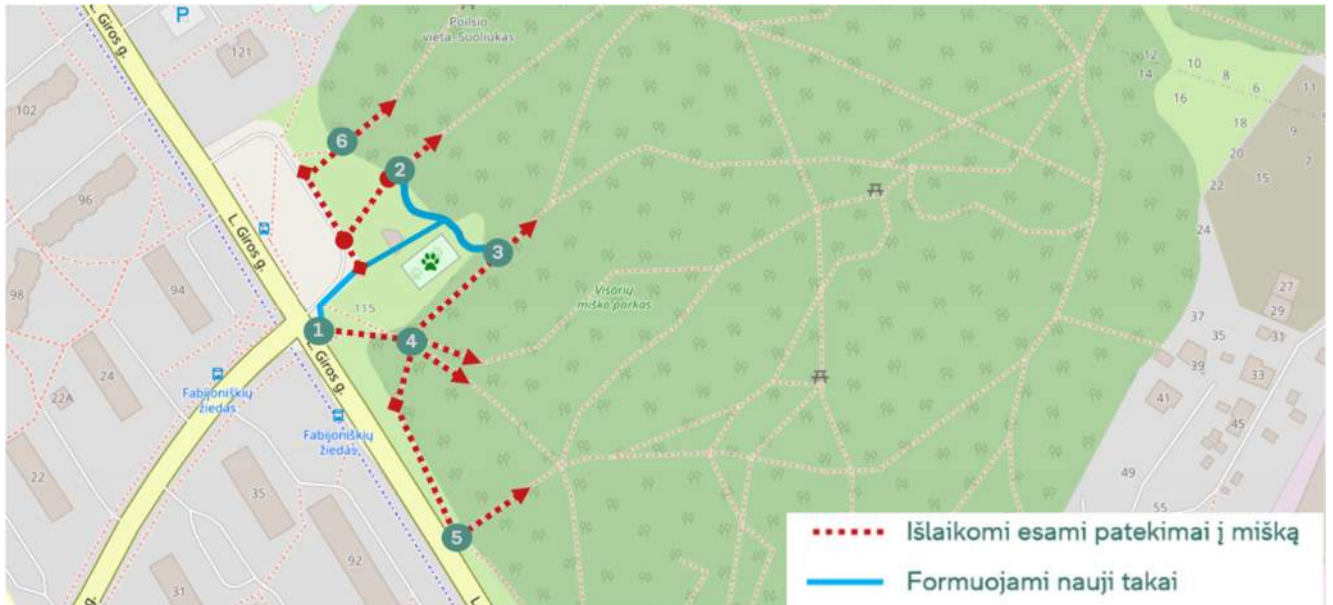 L. Giros g.
P
121
Poilsio
vieta. Suoliukas
102
6
2
96
L. Giros g.
98
94
3
115
1
4
L. Giros g.
Višorių
miško parkas
24
22A
Fabijoniškių
žiedas
Fabijoniškių
žiedas
22
35
92
31
5
12
10
8
6
14
16
11
18
9
20
7
15
22
24
27
29
37
35
31
39
33
41
45
49
55
g.
L.
Išlaikomi esami patekimai į mišką
Formuojami nauji takai